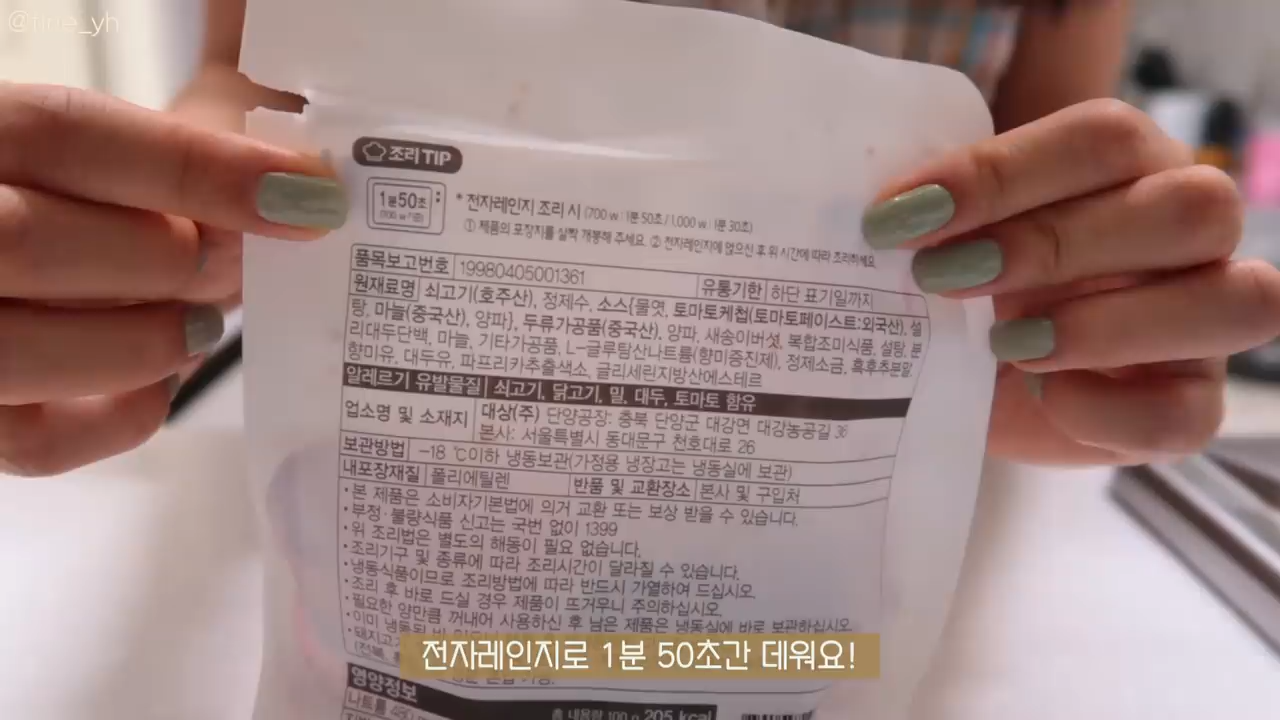 @fine_yh
조리TIP
1분50초
(700 w 기준)
* 전자레인지 조리 시 (700 w : 1분 50초 / 1,000 w : 1분 30초)
① 제품의 포장지를 살짝 개봉해 주세요. ② 전자레인지에 얹으신 후 위 시간에 따라 조리하세요.
품목보고번호 19980405001361 유통기한 하단 표기일까지
원재료명 쇠고기(호주산), 정제수, 소스{물엿, 토마토케첩(토마토페이스트:외국산), 설
탕, 마늘(중국산), 양파}, 두류가공품(중국산), 양파, 새송이버섯, 복합조미식품, 설탕, 분
리대두단백, 마늘, 기타가공품, L-글루탐산나트륨(향미증진제), 정제소금, 흑후추분말,
향미유, 대두유, 파프리카추출색소, 글리세린지방산에스테르
알레르기 유발물질 쇠고기, 닭고기, 밀, 대두, 토마토 함유
업소명 및 소재지 대상(주) 단양공장: 충북 단양군 대강면 대강농공길 36
본사: 서울특별시 동대문구 천호대로 26
보관방법 -18 ℃이하 냉동보관(가정용 냉장고는 냉동실에 보관)
내포장재질 폴리에틸렌 반품 및 교환장소 본사 및 구입처
• 본 제품은 소비자기본법에 의거 교환 또는 보상 받을 수 있습니다.
• 부정·불량식품 신고는 국번 없이 1399
• 위 조리법은 별도의 해동이 필요 없습니다.
• 조리기구 및 종류에 따라 조리시간이 달라질 수 있습니다.
• 냉동식품이므로 조리방법에 따라 반드시 가열하여 드십시오.
• 조리 후 바로 드실 경우 제품이 뜨거우니 주의하십시오.
• 필요한 양만큼 꺼내어 사용하신 후 남은 제품은 냉동실에 바로 보관하십시오.
• 이미 냉동된 바
• 돼지고기
전자레인지로 1분 50초간 데워요!
영양정보
총 내용량 100 g 205 kcal
나트륨